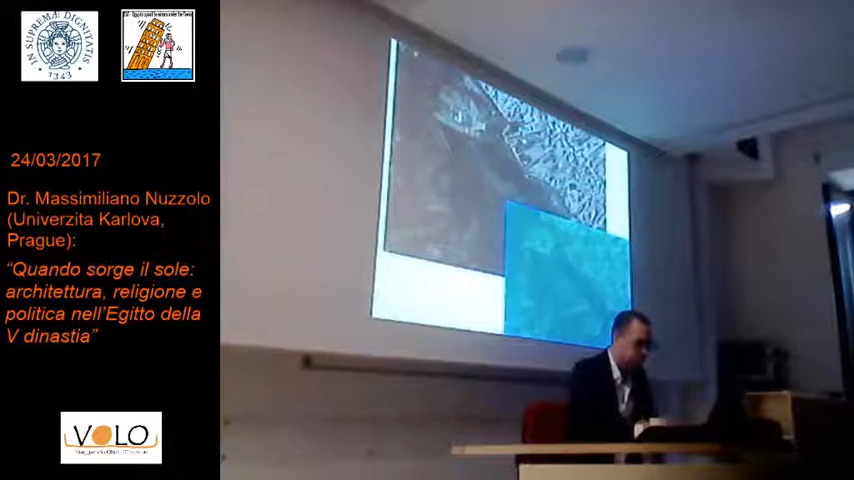 IN SUPREMÆ DIGNITATIS
1343
24/03/2017
Dr. Massimiliano Nuzzolo
(Univerzita Karlova,
Prague):
“Quando sorge il sole:
architettura, religione e
politica nell’Egitto della
V dinastia”
VOLO